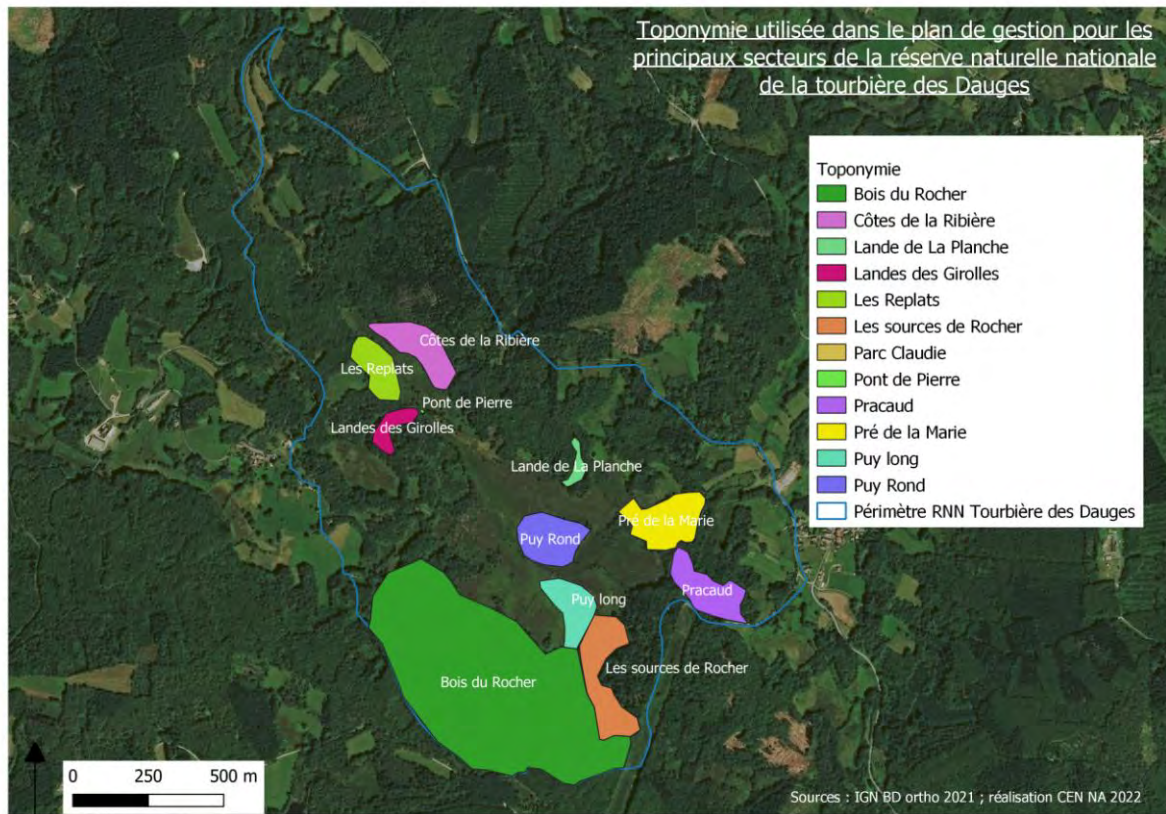 Toponymie utilisée dans le plan de gestion pour les
principaux secteurs de la réserve naturelle nationale
de la tourbière des Dauges
Toponymie
Bois du Rocher
Côtes de la Ribière
Lande de La Planche
Landes des Girolles
Les Replats
Les sources de Rocher
Parc Claudie
Pont de Pierre
Pracaud
Pré de la Marie
Puy long
Puy Rond
Périmètre RNN Tourbière des Dauges
Côtes de la Ribière
Les Replats
Pont de Pierre
Landes des Girolles
Lande de La Planche
Pré de la Marie
Puy Rond
Pracaud
Puy long
Les sources de Rocher
Bois du Rocher
0 250 500 m
Sources : IGN BD ortho 2021 ; réalisation CEN NA 2022